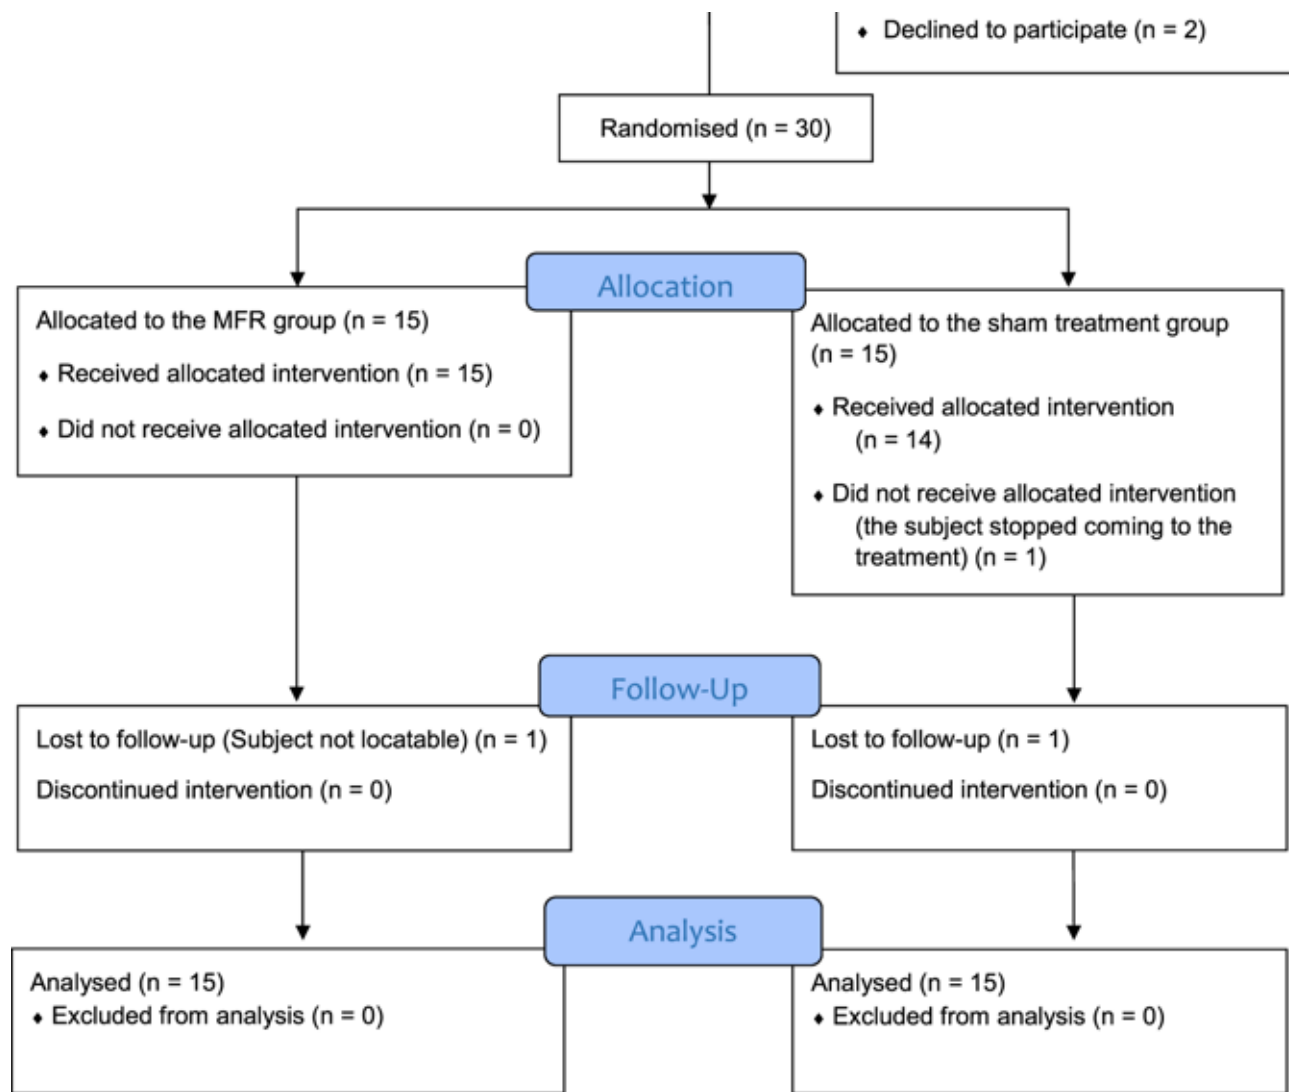 ♦ Declined to participate (n = 2)
Randomised (n = 30)
Allocation
Allocated to the MFR group (n = 15)
♦ Received allocated intervention (n = 15)
♦ Did not receive allocated intervention (n = 0)
Allocated to the sham treatment group
(n = 15)
♦ Received allocated intervention
(n = 14)
♦ Did not receive allocated intervention
(the subject stopped coming to the
treatment) (n = 1)
Follow-Up
Lost to follow-up (Subject not locatable) (n = 1)
Discontinued intervention (n = 0)
Lost to follow-up (n = 1)
Discontinued intervention (n = 0)
Analysis
Analysed (n = 15)
♦ Excluded from analysis (n = 0)
Analysed (n = 15)
♦ Excluded from analysis (n = 0)